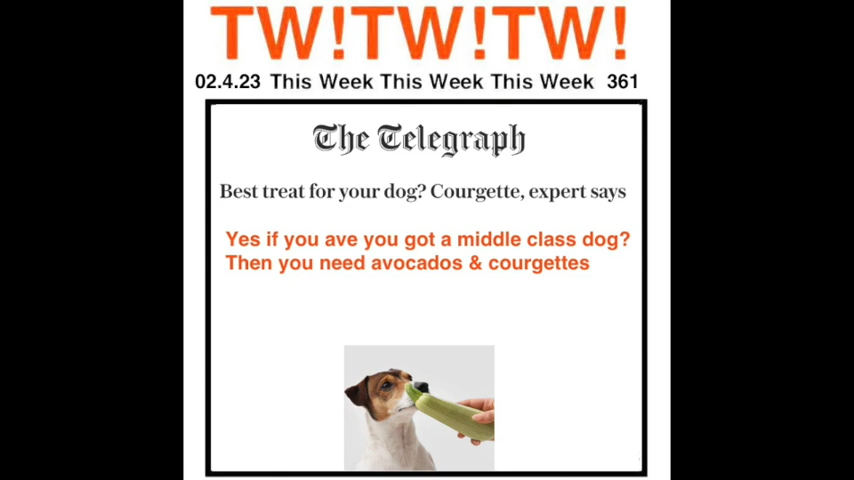 TW!TW!TW!
02.4.23 This Week This Week This Week 361
The Telegraph
Best treat for your dog? Courgette, expert says
Yes if you ave you got a middle class dog?
Then you need avocados & courgettes